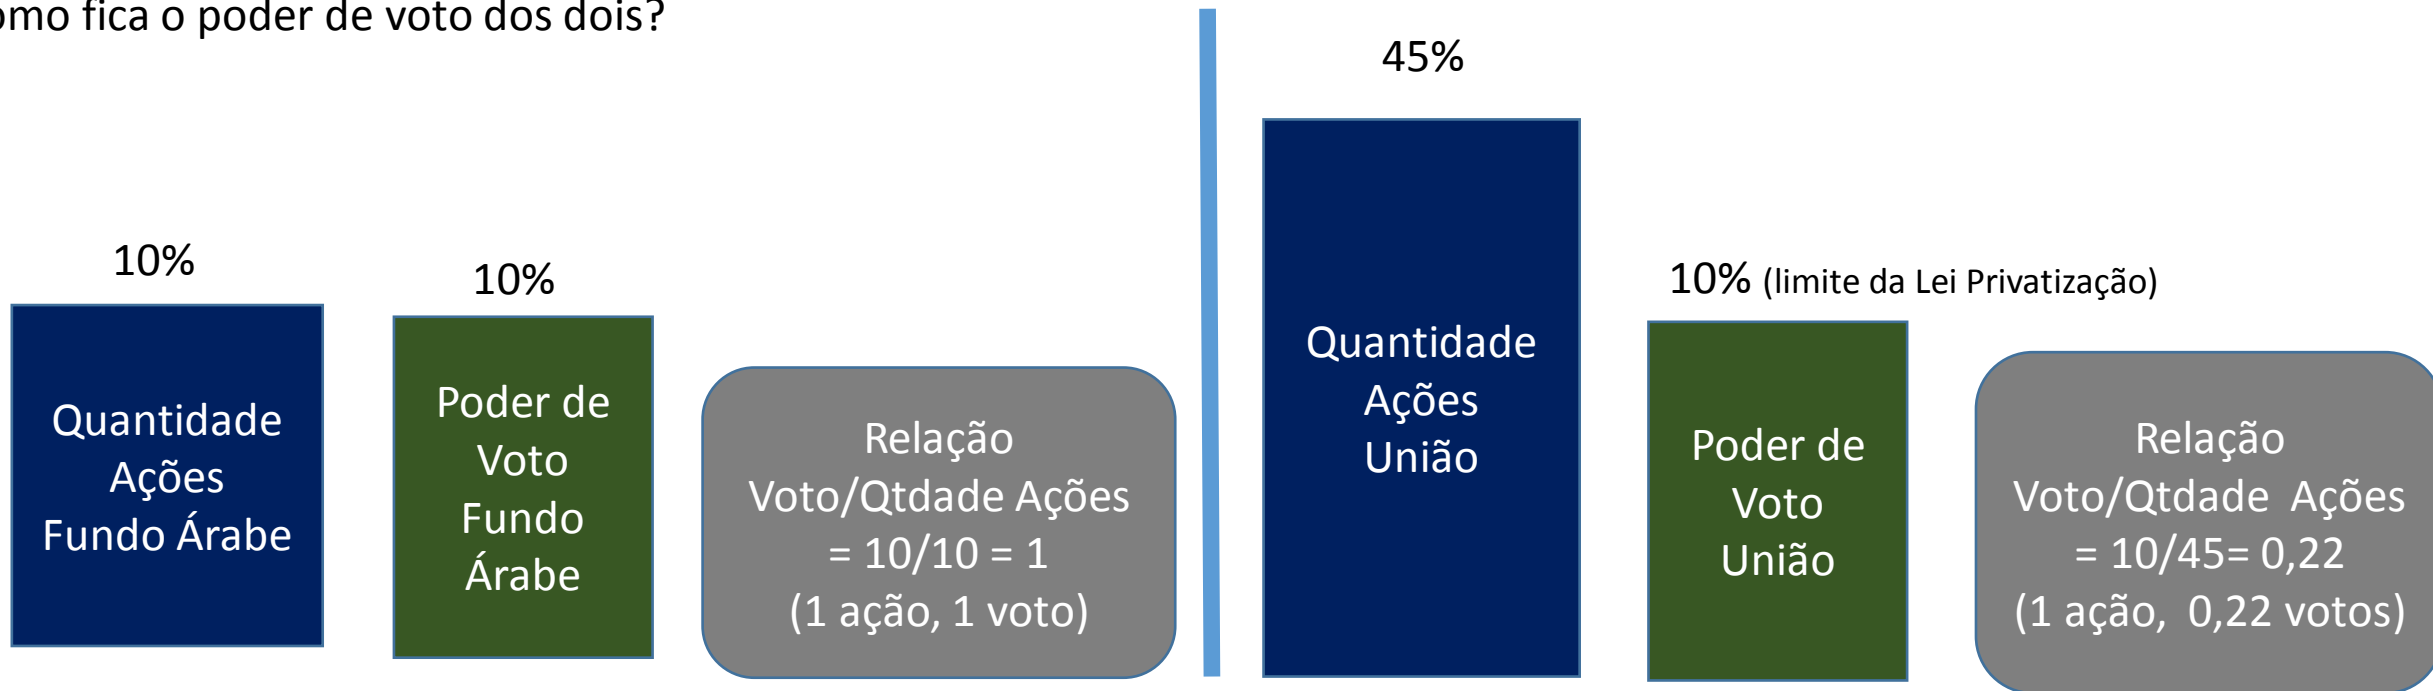 omo fica o poder de voto dos dois?
10%
Quantidade
Ações
Fundo Árabe
10%
Poder de
Voto
Fundo
Árabe
Relação
Voto/Qtdade Ações
= 10/10 = 1
(1 ação, 1 voto)
45%
Quantidade
Ações
União
10% (limite da Lei Privatização)
Poder de
Voto
União
Relação
Voto/Qtdade  Ações
= 10/45= 0,22
(1 ação,  0,22 votos)